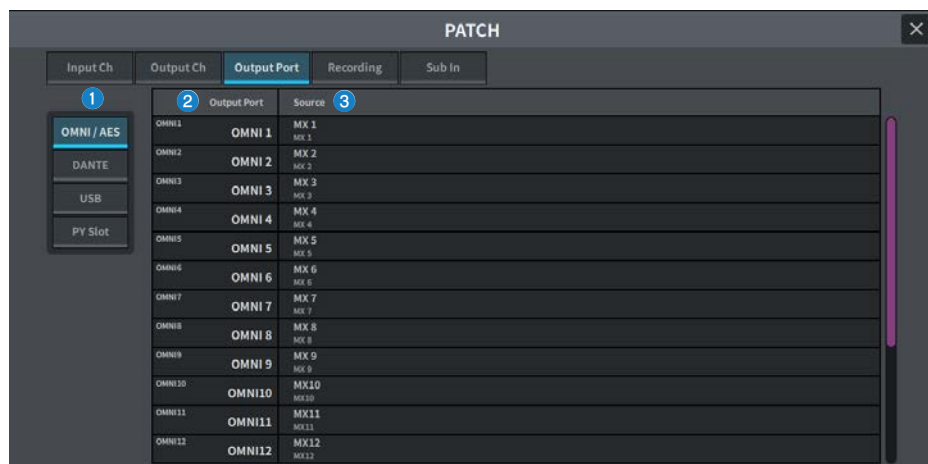 PATCH
Input Ch Output Ch Output Port Recording Sub In
1 2 Output Port Source 3
OMNI / AES
DANTE
USB
PY Slot
OMNI1 OMNI 1 MX 1
MX 1
OMNI2 OMNI 2 MX 2
MX 2
OMNI3 OMNI 3 MX 3
MX 3
OMNI4 OMNI 4 MX 4
MX 4
OMNI5 OMNI 5 MX 5
MX 5
OMNI6 OMNI 6 MX 6
MX 6
OMNI7 OMNI 7 MX 7
MX 7
OMNI8 OMNI 8 MX 8
MX 8
OMNI9 OMNI 9 MX 9
MX 9
OMNI10 OMNI10 MX10
MX10
OMNI11 OMNI11 MX11
MX11
OMNI12 OMNI12 MX12
MX12